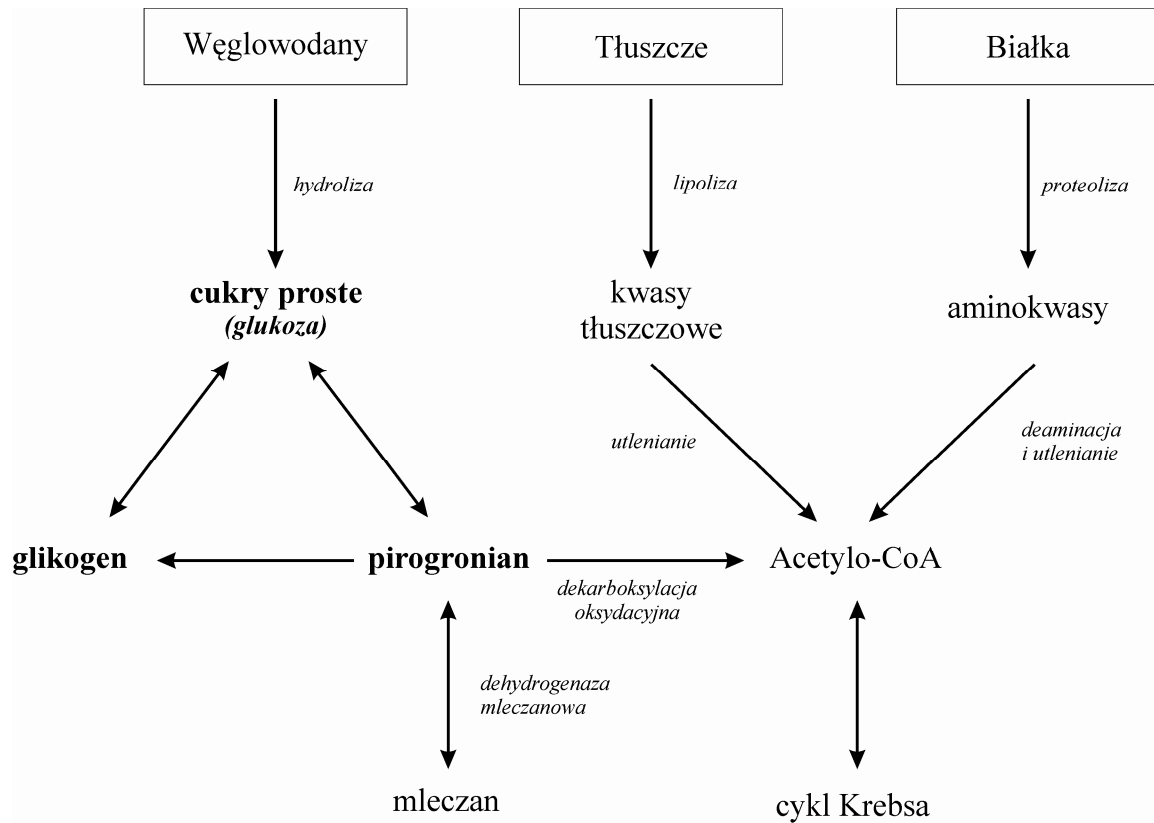 Węglowodany
Tłuszcze
Białka
hydroliza
lipoliza
proteoliza
cukry proste
(glukoza)
kwasy
tłuszczowe
aminokwasy
utlenianie
deaminacja
i utlenianie
glikogen
pirogronian
Acetylo-CoA
dekarboksylacja
oksydacyjna
dehydrogenaza
mleczanowa
mleczan
cykl Krebsa